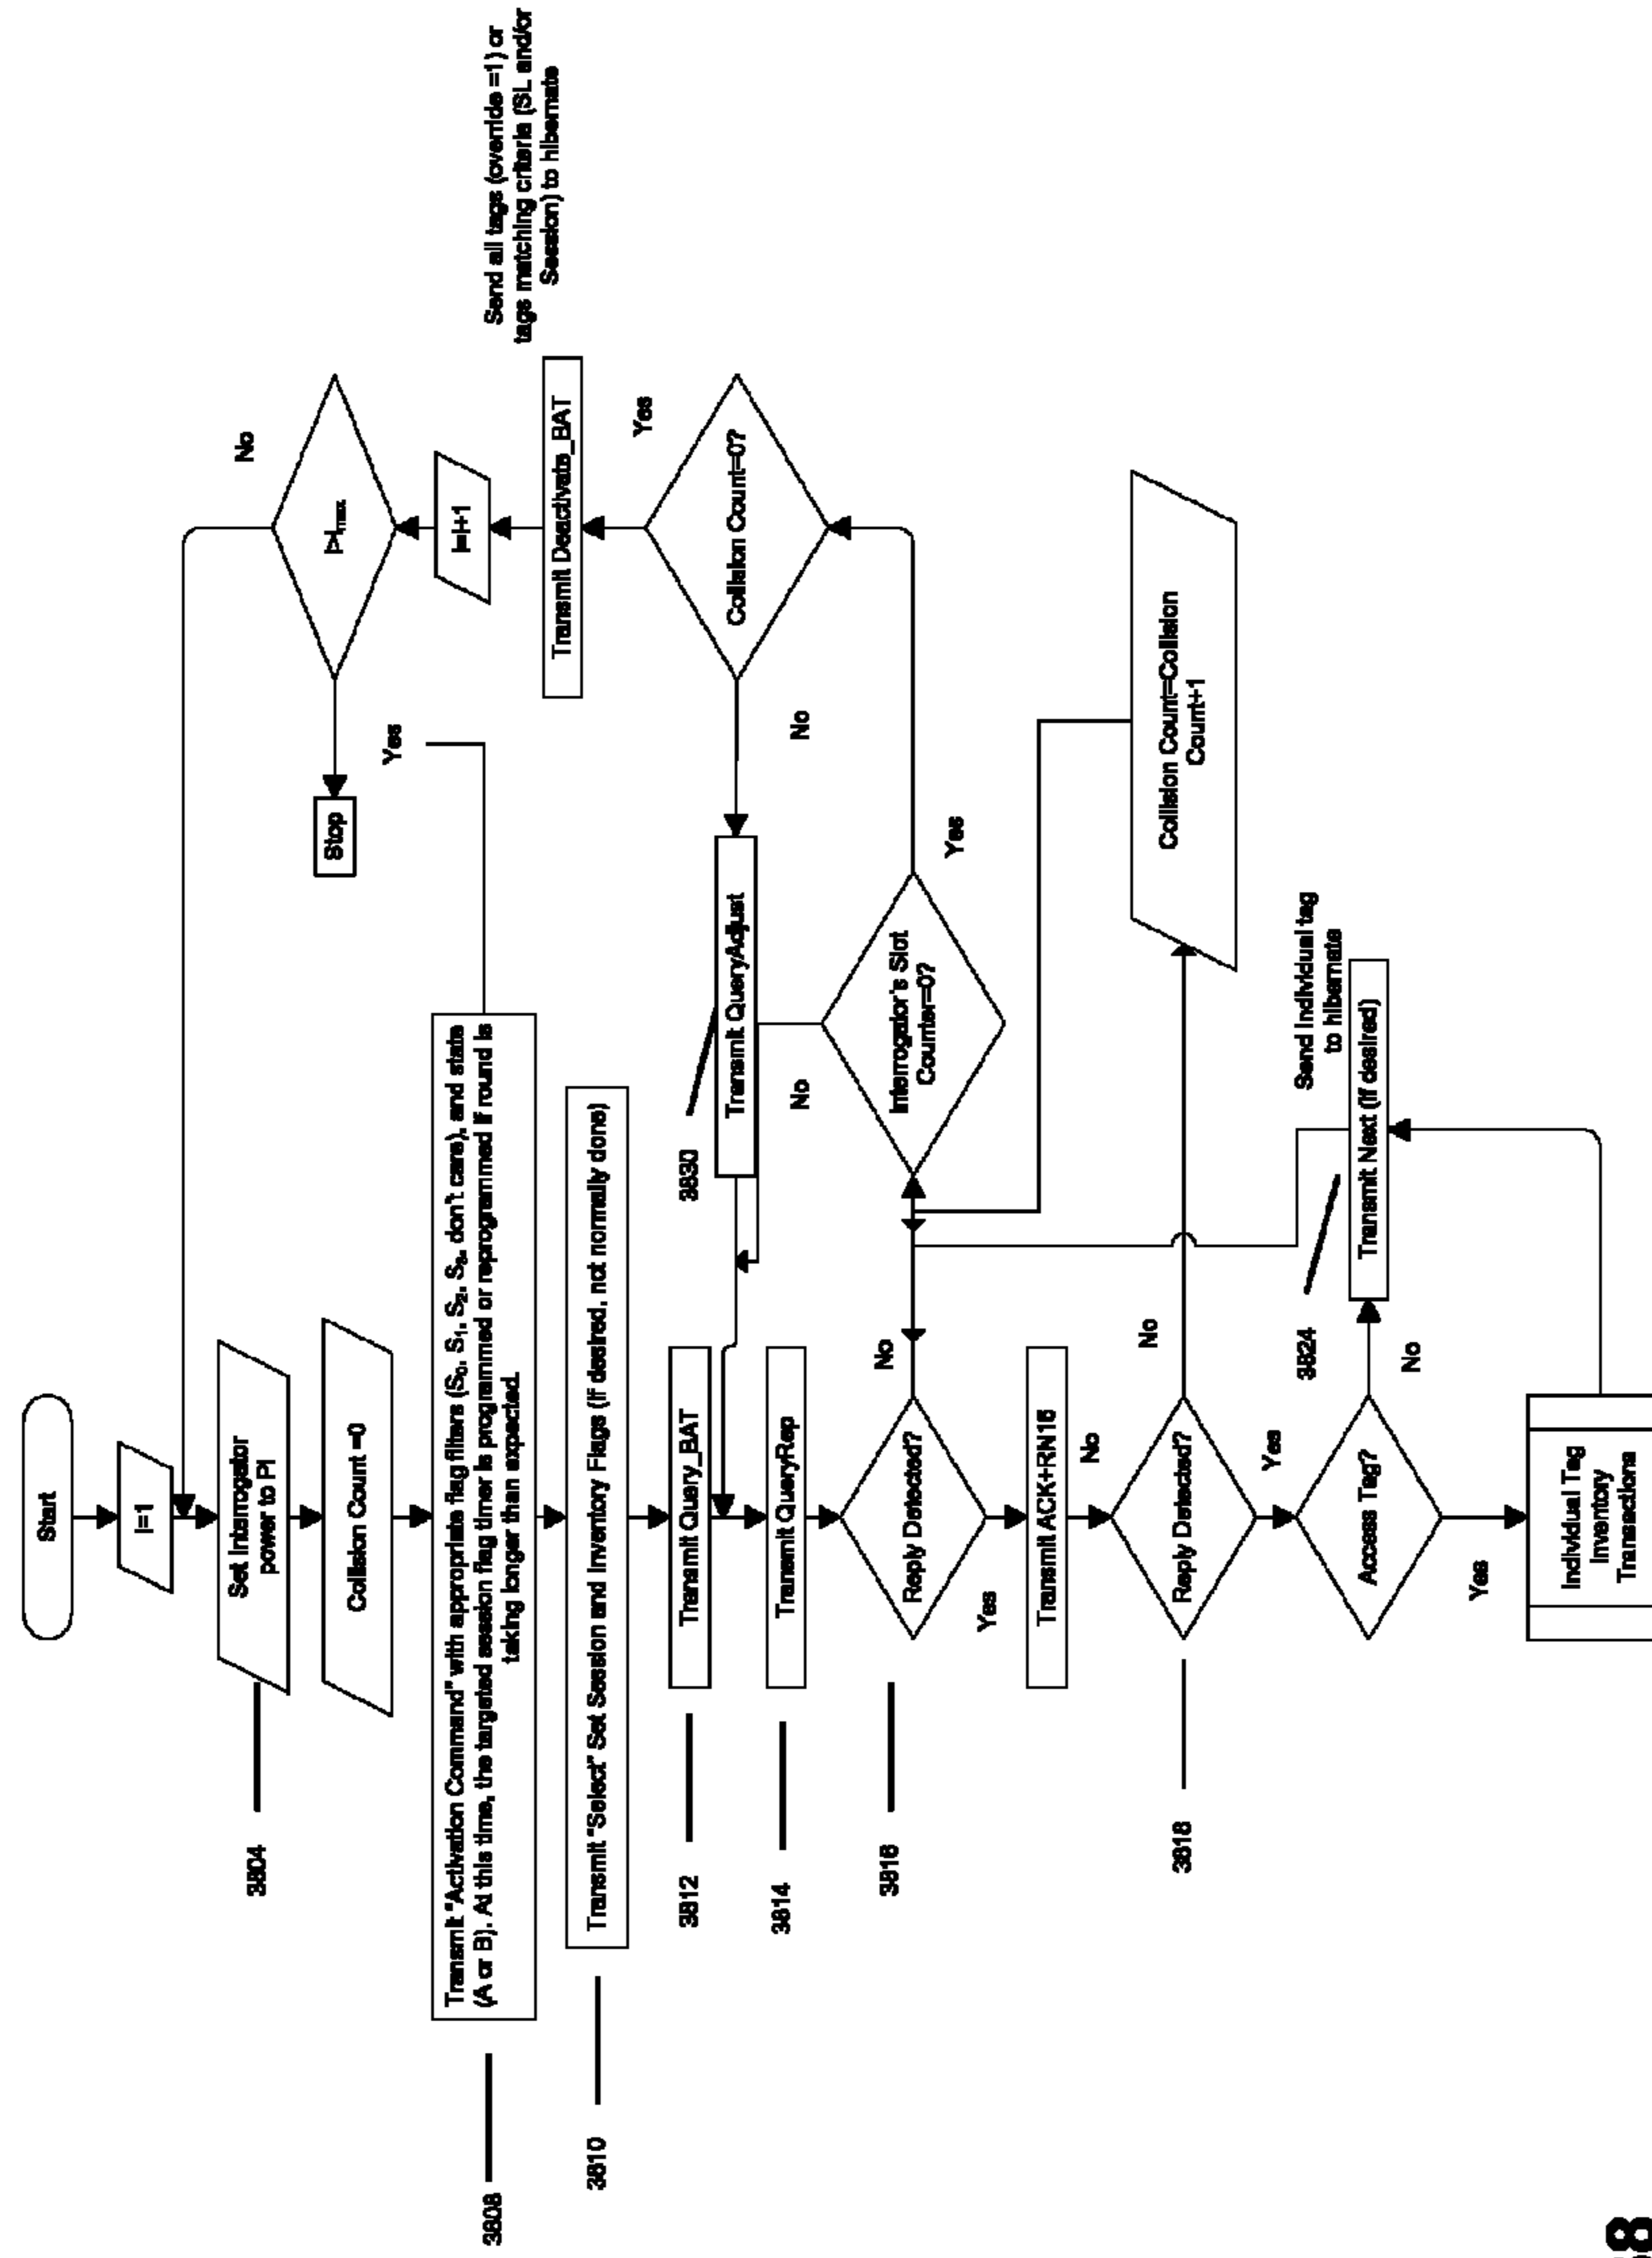 Start
I=1
Set Interrogator
power to PI
3804
Collision Count =0
Transmit "Activation Command" with appropriate flag filters (S0, S1, S2, S3, don't care), and state
(A or B). At this time, the targeted session flag timer is programmed or reprogrammed if round is
taking longer than expected.
3808
Transmit "Select" Set Session and Inventory Flags (if desired, not normally done)
3810
Transmit Query_BAT
3812
Transmit QueryRep
3814
Reply Detected?
3816
No
Yes
Transmit ACK+RN16
No
Reply Detected?
3818
No
Yes
Access Tag?
No
Yes
Individual Tag
Inventory
Transactions
Transmit Next (if desired)
3824
Send Individual tag
to hibernate
Collision Count=Collision
Count+1
Interrogator's Slot
Counter=0?
No
Yes
Transmit QueryAdjust
3830
Collision Count=0?
No
Yes
Transmit Deactivate_BAT
Send all tags (override =1) or
tags matching criteria (SL and/or
Session) to hibernate
I=I+1
I>Imax
No
Yes
Stop